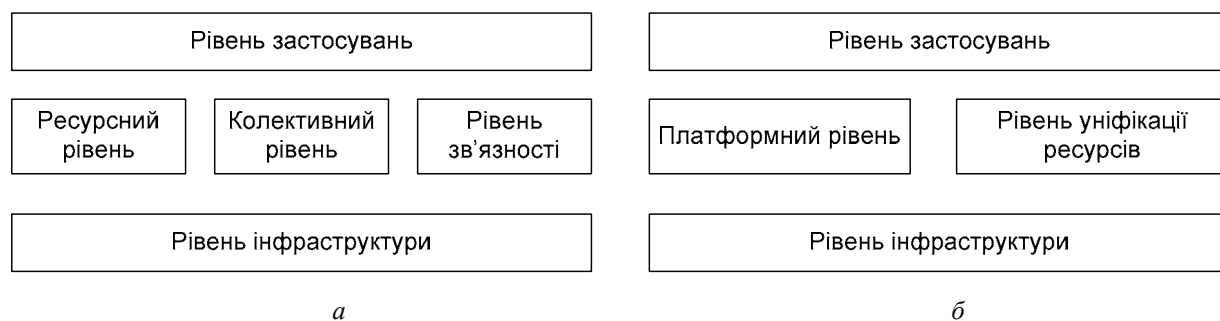 Рівень застосувань
Ресурсний
рівень
Колективний
рівень
Рівень
зв’язності
Рівень інфраструктури
а
Рівень застосувань
Платформний рівень
Рівень уніфікації
ресурсів
Рівень інфраструктури
б